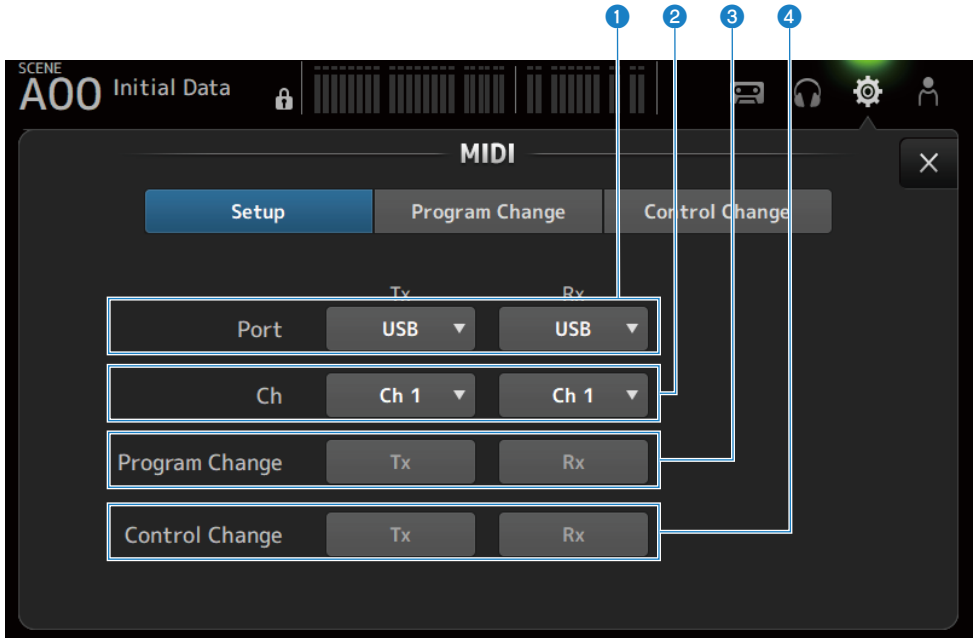 1 2 3 4
SCENE
A00 Initial Data
MIDI
Setup Program Change Control Change
Tx Rx
Port USB USB
Ch Ch 1 Ch 1
Program Change Tx Rx
Control Change Tx Rx